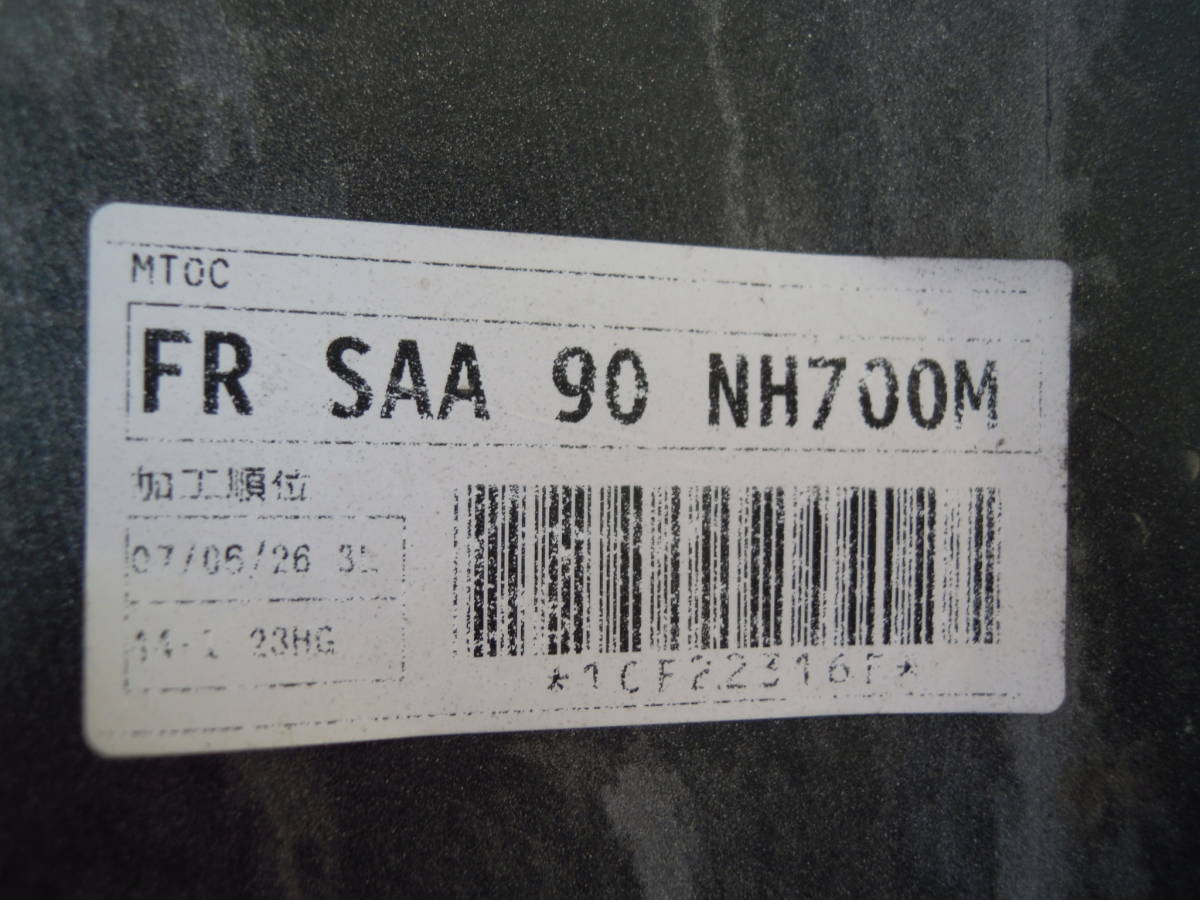 MTOC
FR SAA 90 NH700M
加工順位
07/06/26
23HG
*1CF22316F*